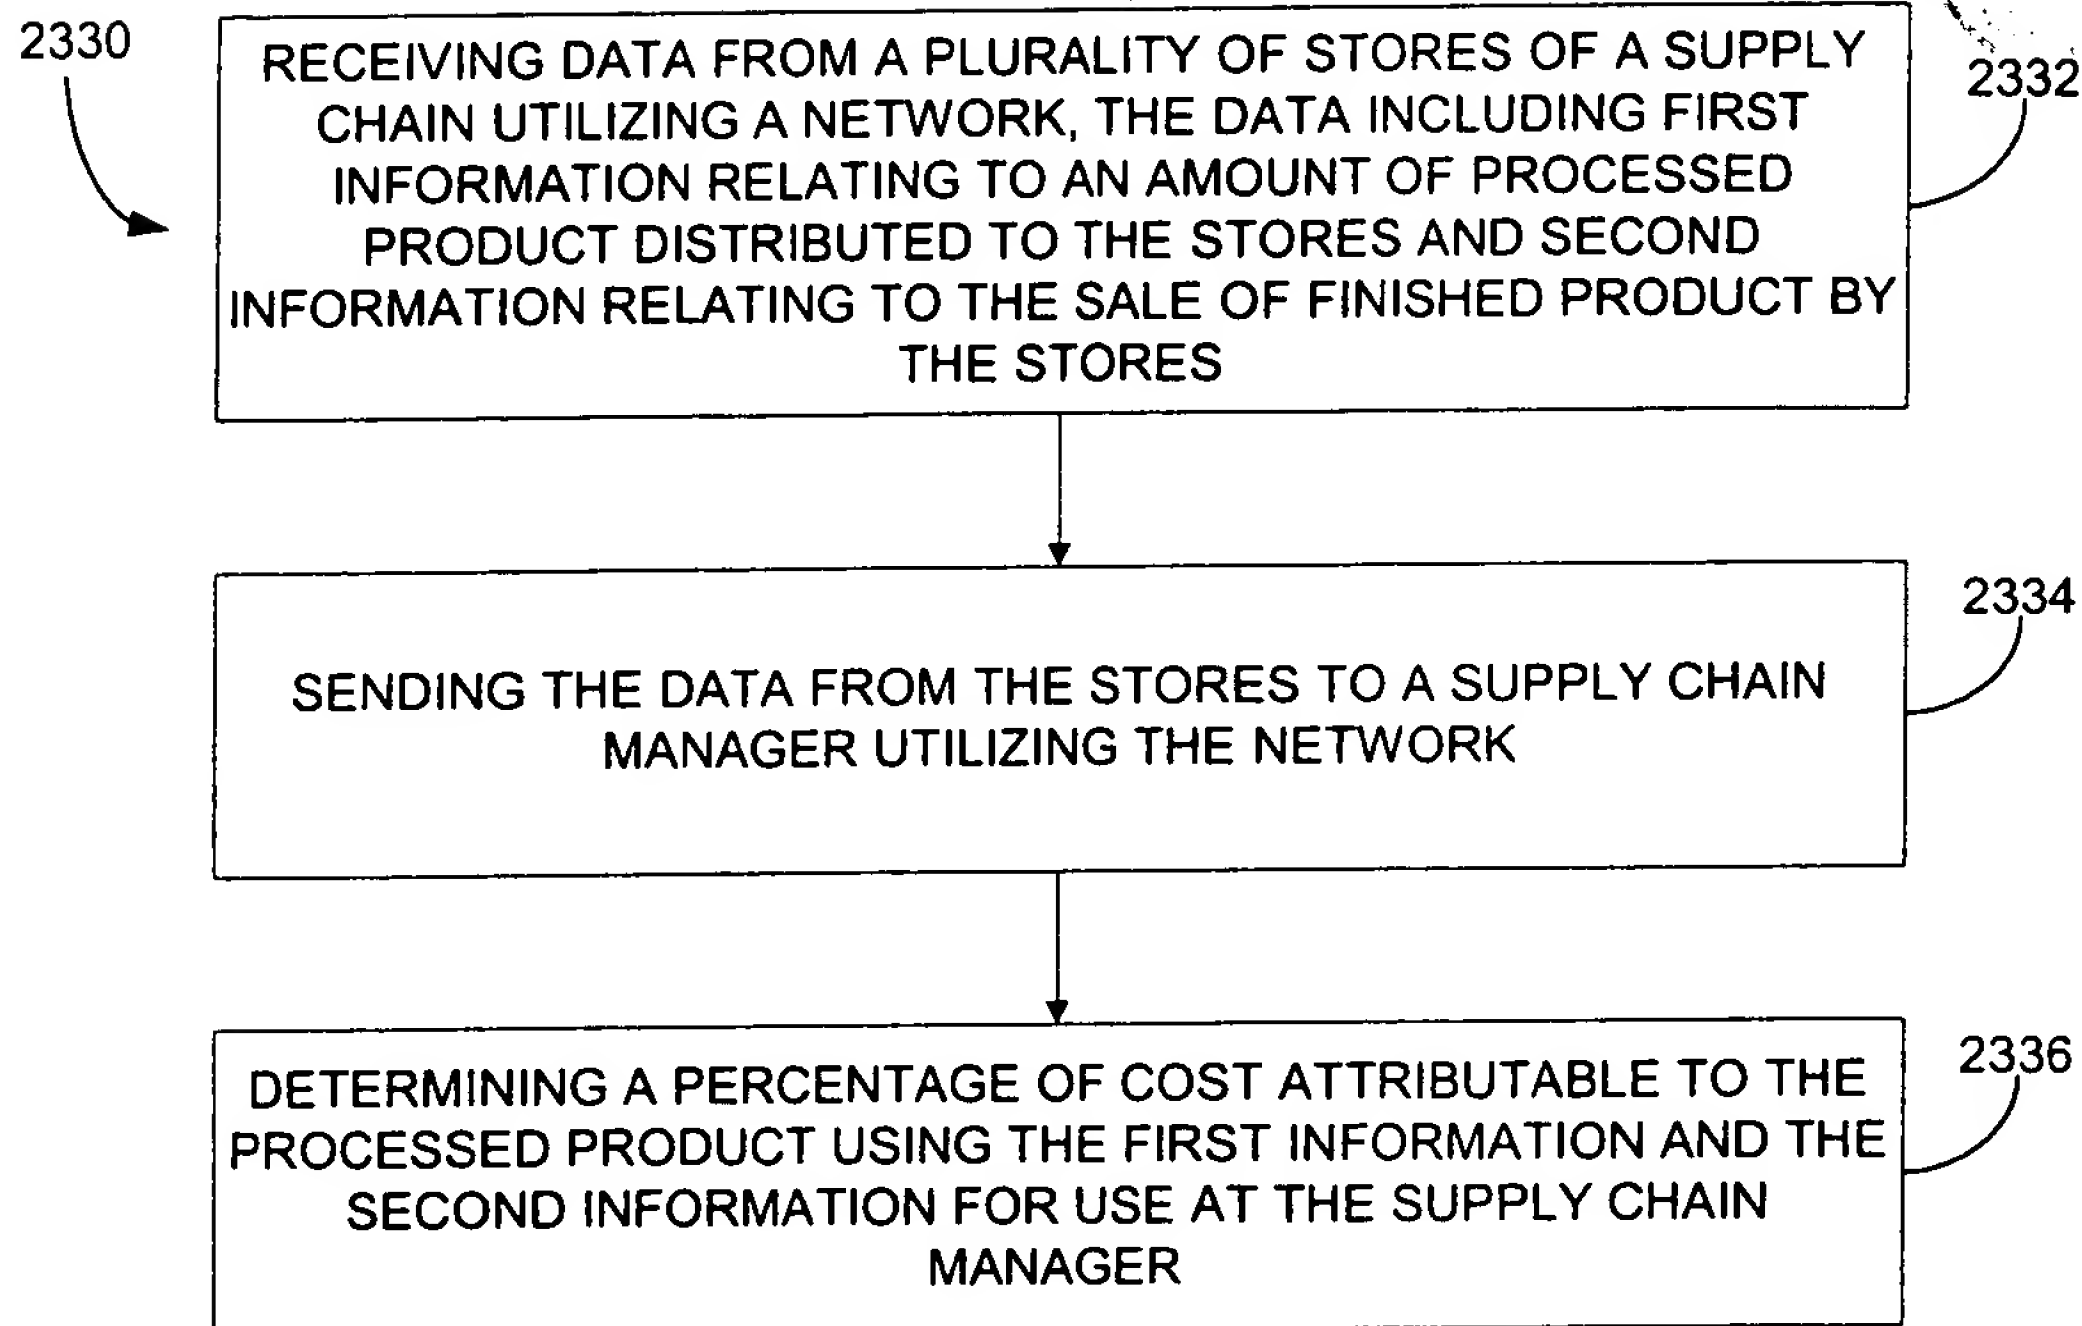 2330
RECEIVING DATA FROM A PLURALITY OF STORES OF A SUPPLY
CHAIN UTILIZING A NETWORK, THE DATA INCLUDING FIRST
INFORMATION RELATING TO AN AMOUNT OF PROCESSED
PRODUCT DISTRIBUTED TO THE STORES AND SECOND
INFORMATION RELATING TO THE SALE OF FINISHED PRODUCT BY
THE STORES
2332
SENDING THE DATA FROM THE STORES TO A SUPPLY CHAIN
MANAGER UTILIZING THE NETWORK
2334
DETERMINING A PERCENTAGE OF COST ATTRIBUTABLE TO THE
PROCESSED PRODUCT USING THE FIRST INFORMATION AND THE
SECOND INFORMATION FOR USE AT THE SUPPLY CHAIN
MANAGER
2336